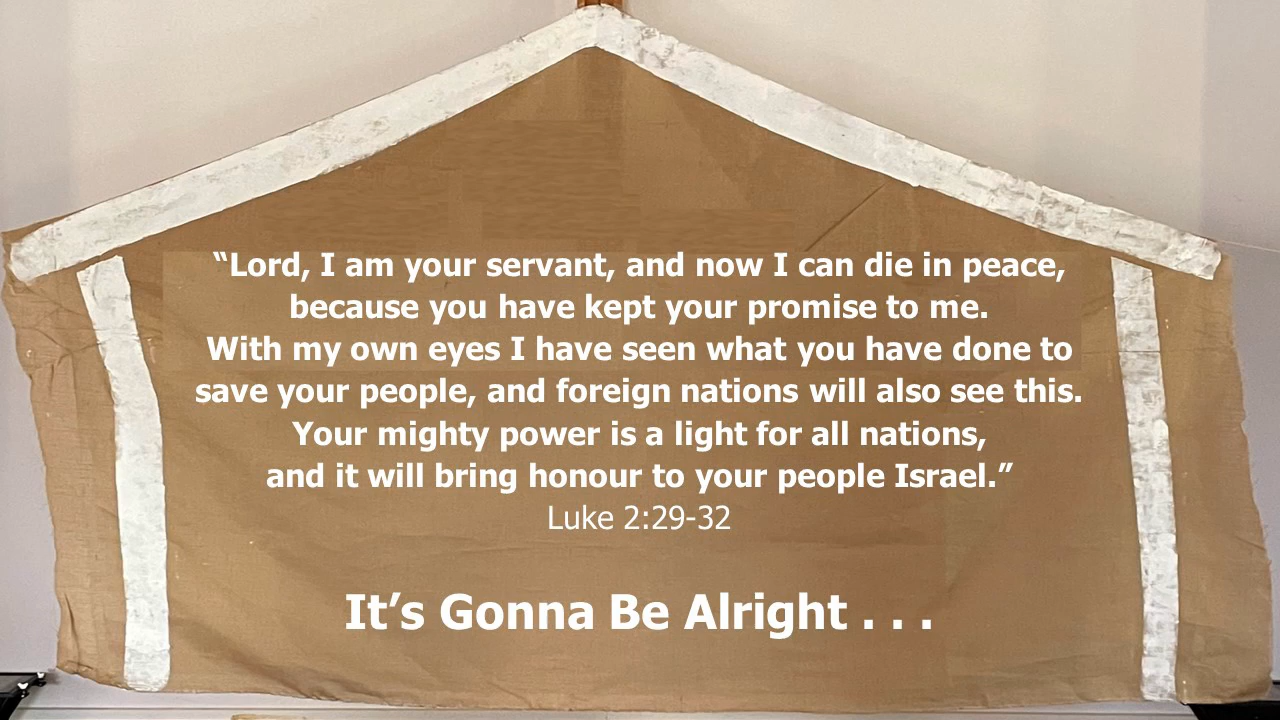 “Lord, I am your servant, and now I can die in peace,
because you have kept your promise to me.
With my own eyes I have seen what you have done to
save your people, and foreign nations will also see this.
Your mighty power is a light for all nations,
and it will bring honour to your people Israel.”
Luke 2:29-32
It’s Gonna Be Alright . . .